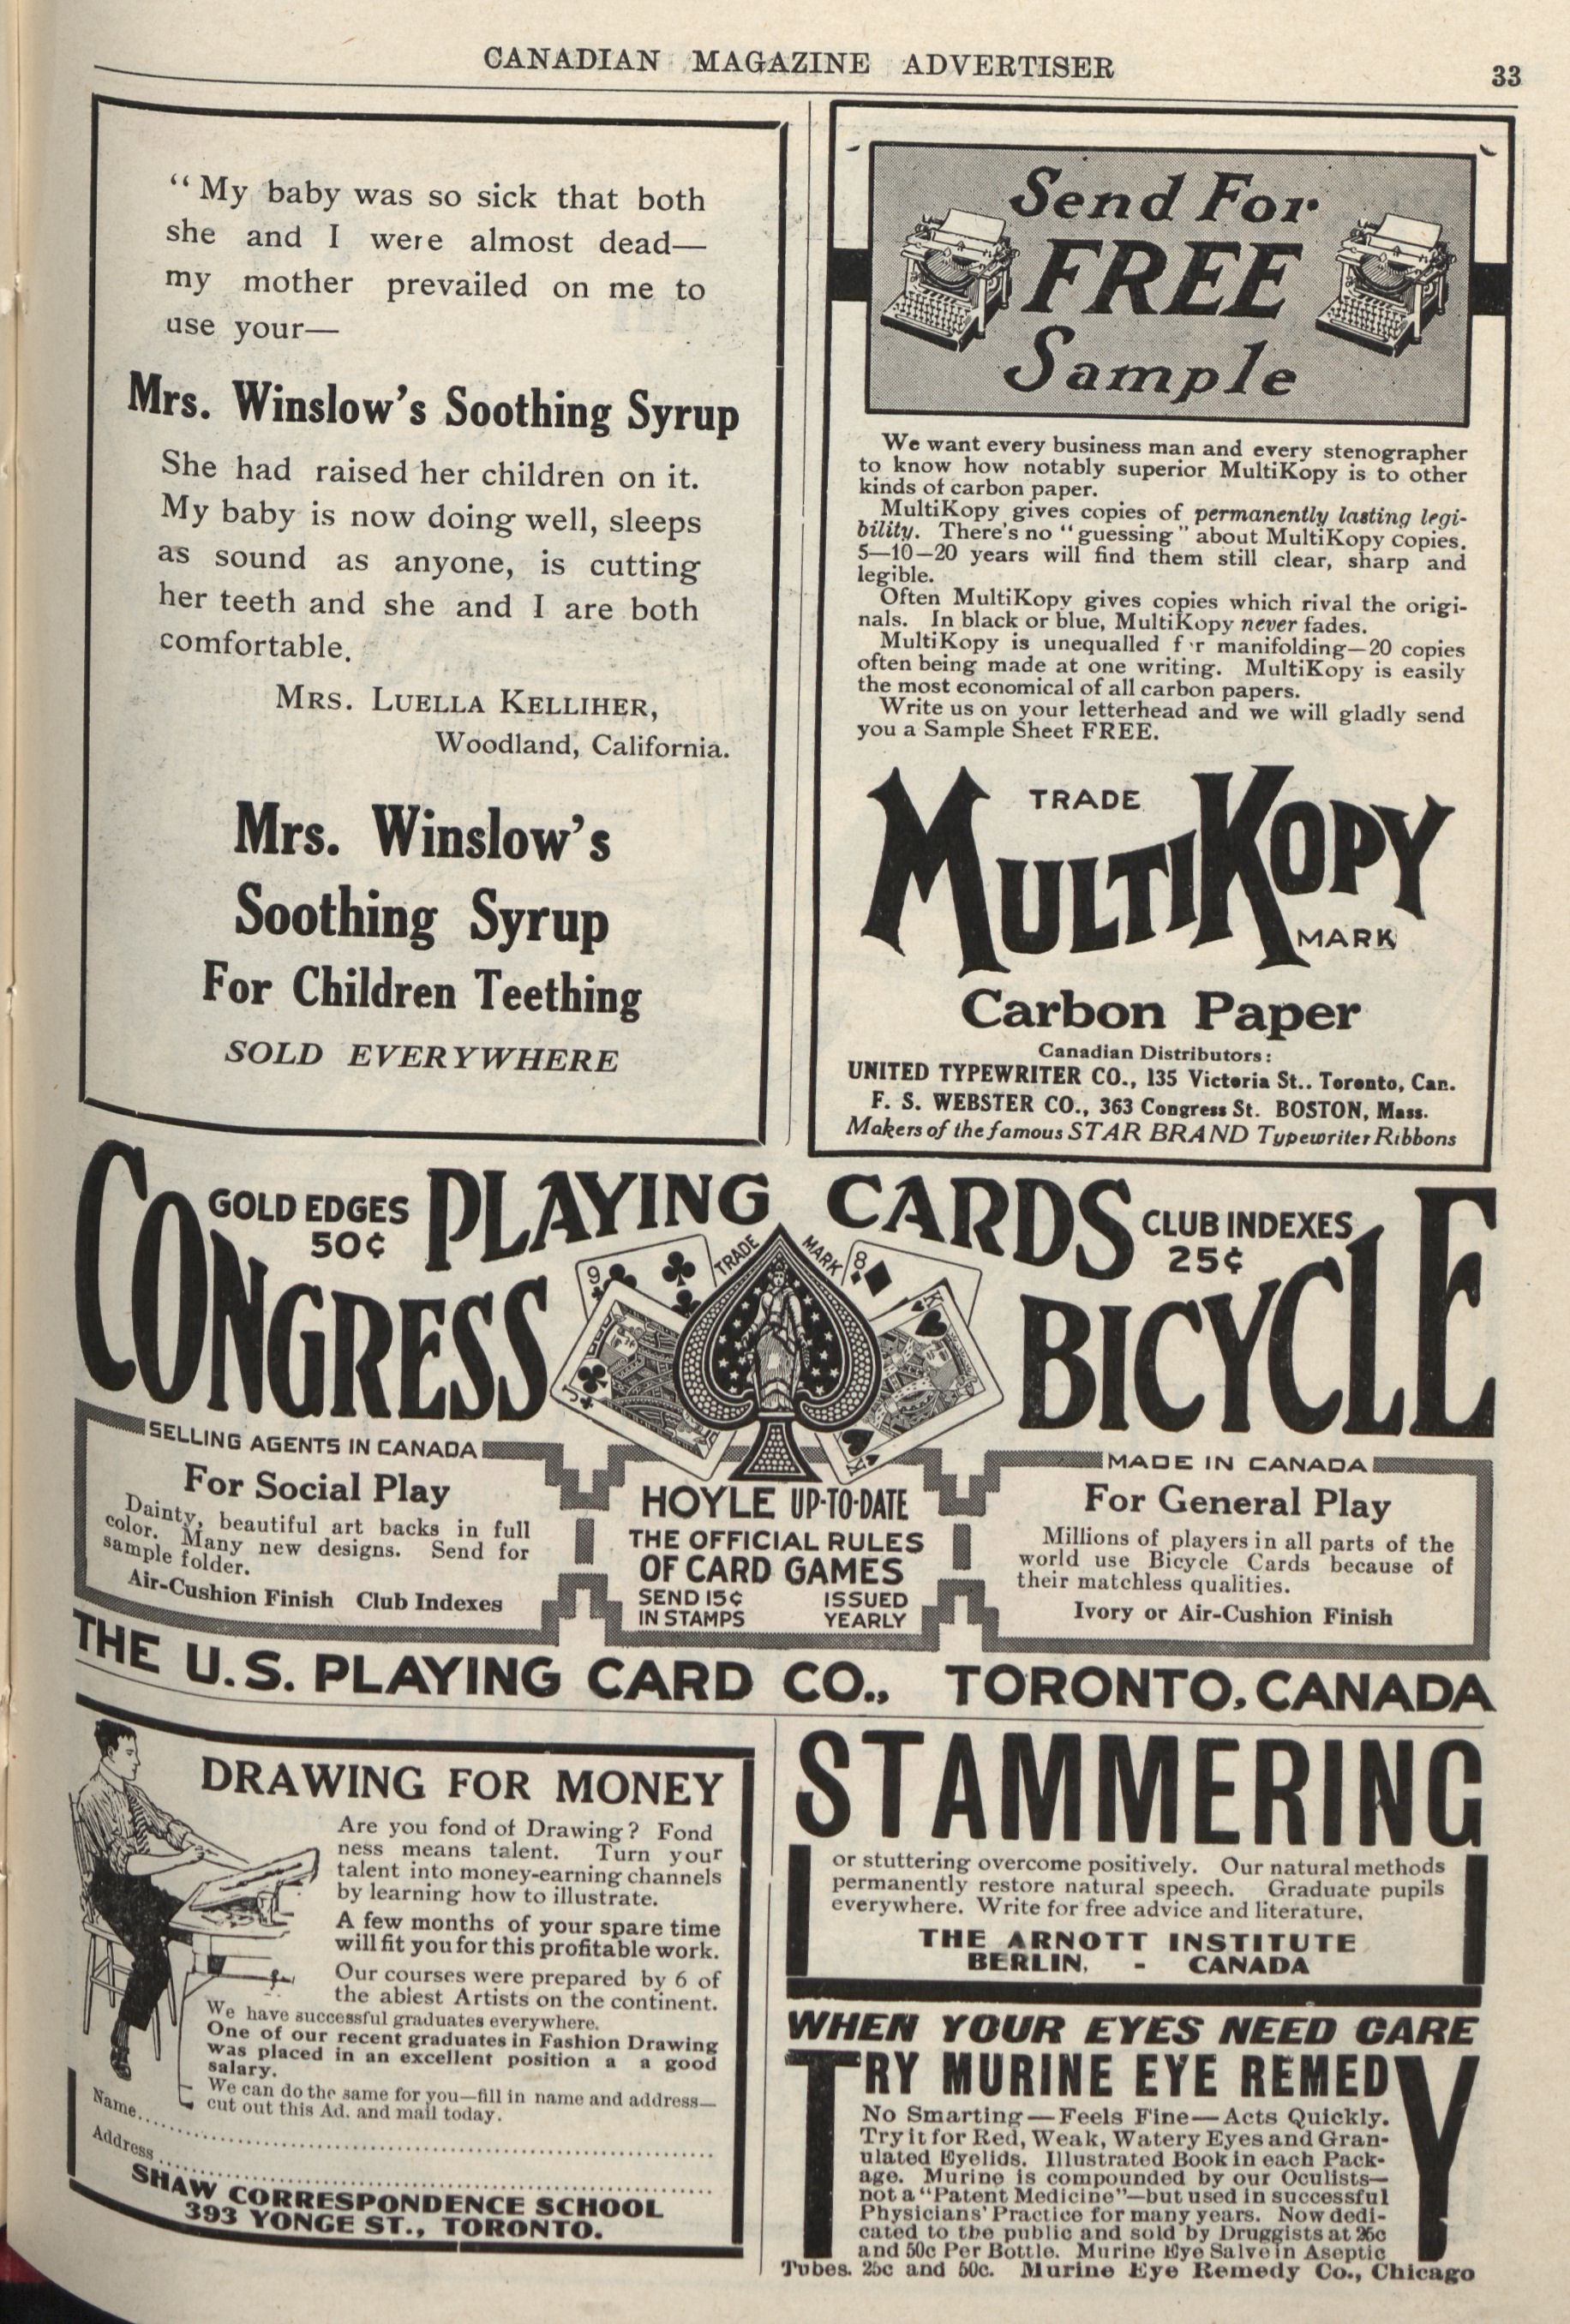 CANADIAN MAGAZINE ADVERTISER
33
“My baby was so sick that both
she and I were almost dead—
my mother prevailed on me to
use your—
Mrs. Winslow's Soothing Syrup
She had raised her children on it.
My baby is now doing well, sleeps
as sound as anyone, is cutting
her teeth and she and I are both
comfortable.
MRS. LUELLA KELLIHER,
Woodland, California.
Mrs. Winslow's
Soothing Syrup
For Children Teething
SOLD EVERYWHERE
Send For
FREE
Sample
We want every business man and every stenographer
to know how notably superior MultiKopy is to other
kinds of carbon paper.
MultiKopy gives copies of permanently lasting legi-
bility. There's no "guessing" about MultiKopy copies.
5—10—20 years will find them still clear, sharp and
legible.
Often MultiKopy gives copies which rival the origi-
nals. In black or blue, MultiKopy never fades.
MultiKopy is unequalled f r manifolding—20 copies
often being made at one writing. MultiKopy is easily
the most economical of all carbon papers.
Write us on your letterhead and we will gladly send
you a Sample Sheet FREE.
TRADE
MULTIKOPY
MARK
Carbon Paper
Canadian Distributors:
UNITED TYPEWRITER CO., 135 Victoria St.. Toronto, Can.
F. S. WEBSTER CO., 363 Congress St. BOSTON, Mass.
Makers of the famous STAR BRAND Typewriter Ribbons
PLAYING CARDS
GOLD EDGES
50¢
CONGRESS
CLUB INDEXES
25¢
BICYCLE
TRADE MARK
9
8
J
K
K
SELLING AGENTS IN CANADA
For Social Play
Dainty, beautiful art backs in full
color. Many new designs. Send for
sample folder.
Air-Cushion Finish Club Indexes
HOYLE UP-TO-DATE
THE OFFICIAL RULES
OF CARD GAMES
SEND 15¢ ISSUED
IN STAMPS YEARLY
MADE IN CANADA
For General Play
Millions of players in all parts of the
world use Bicycle Cards because of
their matchless qualities.
Ivory or Air-Cushion Finish
THE U.S. PLAYING CARD CO., TORONTO, CANADA
DRAWING FOR MONEY
Are you fond of Drawing? Fond
ness means talent. Turn your
talent into money-earning channels
by learning how to illustrate.
A few months of your spare time
will fit you for this profitable work.
Our courses were prepared by 6 of
the ablest Artists on the continent.
We have successful graduates everywhere.
One of our recent graduates in Fashion Drawing
was placed in an excellent position a a good
salary.
We can do the same for you—fill in name and address—
cut out this Ad. and mail today.
Name
Address
SHAW CORRESPONDENCE SCHOOL
393 YONGE ST., TORONTO.
STAMMERING
or stuttering overcome positively. Our natural methods
permanently restore natural speech. Graduate pupils
everywhere. Write for free advice and literature.
THE ARNOTT INSTITUTE
BERLIN, - CANADA
WHEN YOUR EYES NEED CARE
TRY MURINE EYE REMEDY
No Smarting—Feels Fine—Acts Quickly.
Try it for Red, Weak, Watery Eyes and Gran-
ulated Eyelids. Illustrated Book in each Pack-
age. Murine is compounded by our Oculists—
not a "Patent Medicine"—but used in successful
Physicians' Practice for many years. Now dedi-
cated to the public and sold by Druggists at 25c
and 50c Per Bottle. Murine Eye Salve in Aseptic
Tubes. 25c and 50c. Murine Eye Remedy Co., Chicago